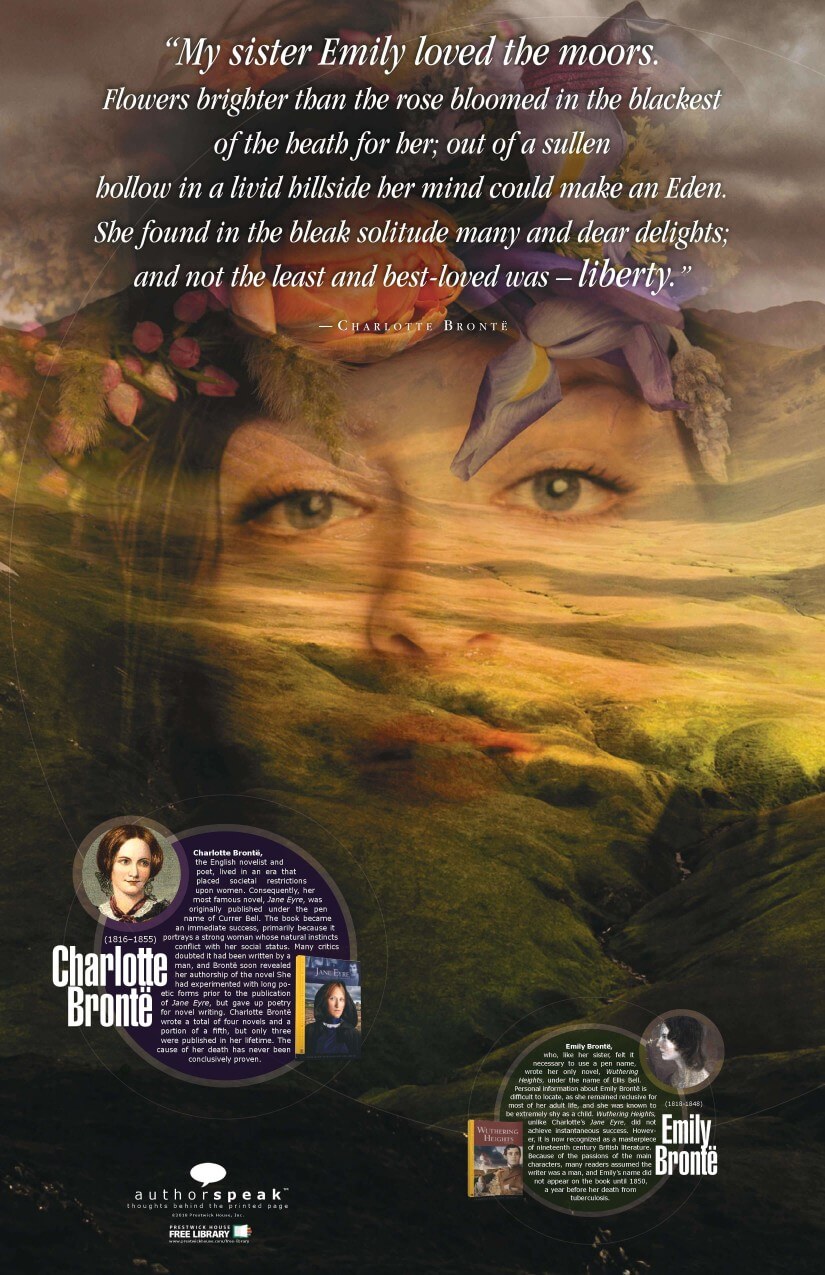 “My sister Emily loved the moors.
Flowers brighter than the rose bloomed in the blackest
of the heath for her; out of a sullen
hollow in a livid hillside her mind could make an Eden.
She found in the bleak solitude many and dear delights;
and not the least and best-loved was – liberty.”
— Charlotte Brontë
Charlotte Brontë,
the English novelist and
poet, lived in an era that
placed societal restrictions
upon women. Consequently, her
most famous novel, Jane Eyre, was
originally published under the pen
name of Currer Bell. The book became
an immediate success, primarily because it
portrays a strong woman whose natural instincts
conflict with her social status. Many critics
doubted it had been written by a
man, and Brontë soon revealed
her authorship of the novel She
had experimented with long po-
etic forms prior to the publication
of Jane Eyre, but gave up poetry
for novel writing. Charlotte Brontë
wrote a total of four novels and a
portion of a fifth, but only three
were published in her lifetime. The
cause of her death has never been
conclusively proven.
(1816–1855)
Charlotte
Brontë
JANE EYRE
Emily Brontë,
who, like her sister, felt it
necessary to use a pen name,
wrote her only novel, Wuthering
Heights, under the name of Ellis Bell.
Personal information about Emily Brontë is
difficult to locate, as she remained reclusive for
most of her adult life, and she was known to
be extremely shy as a child. Wuthering Heights,
unlike Charlotte's Jane Eyre, did not
achieve instantaneous success. Howev-
er, it is now recognized as a masterpiece
of nineteenth century British literature.
Because of the passions of the main
characters, many readers assumed the
writer was a man, and Emily's name did
not appear on the book until 1850,
a year before her death from
tuberculosis.
(1818-1848)
Emily
Brontë
WUTHERING
HEIGHTS
authorspeak™
thoughts behind the printed page
©2010 Prestwick House, Inc.
PRESTWICK HOUSE
FREE LIBRARY
www.prestwickhouse.com/free-library